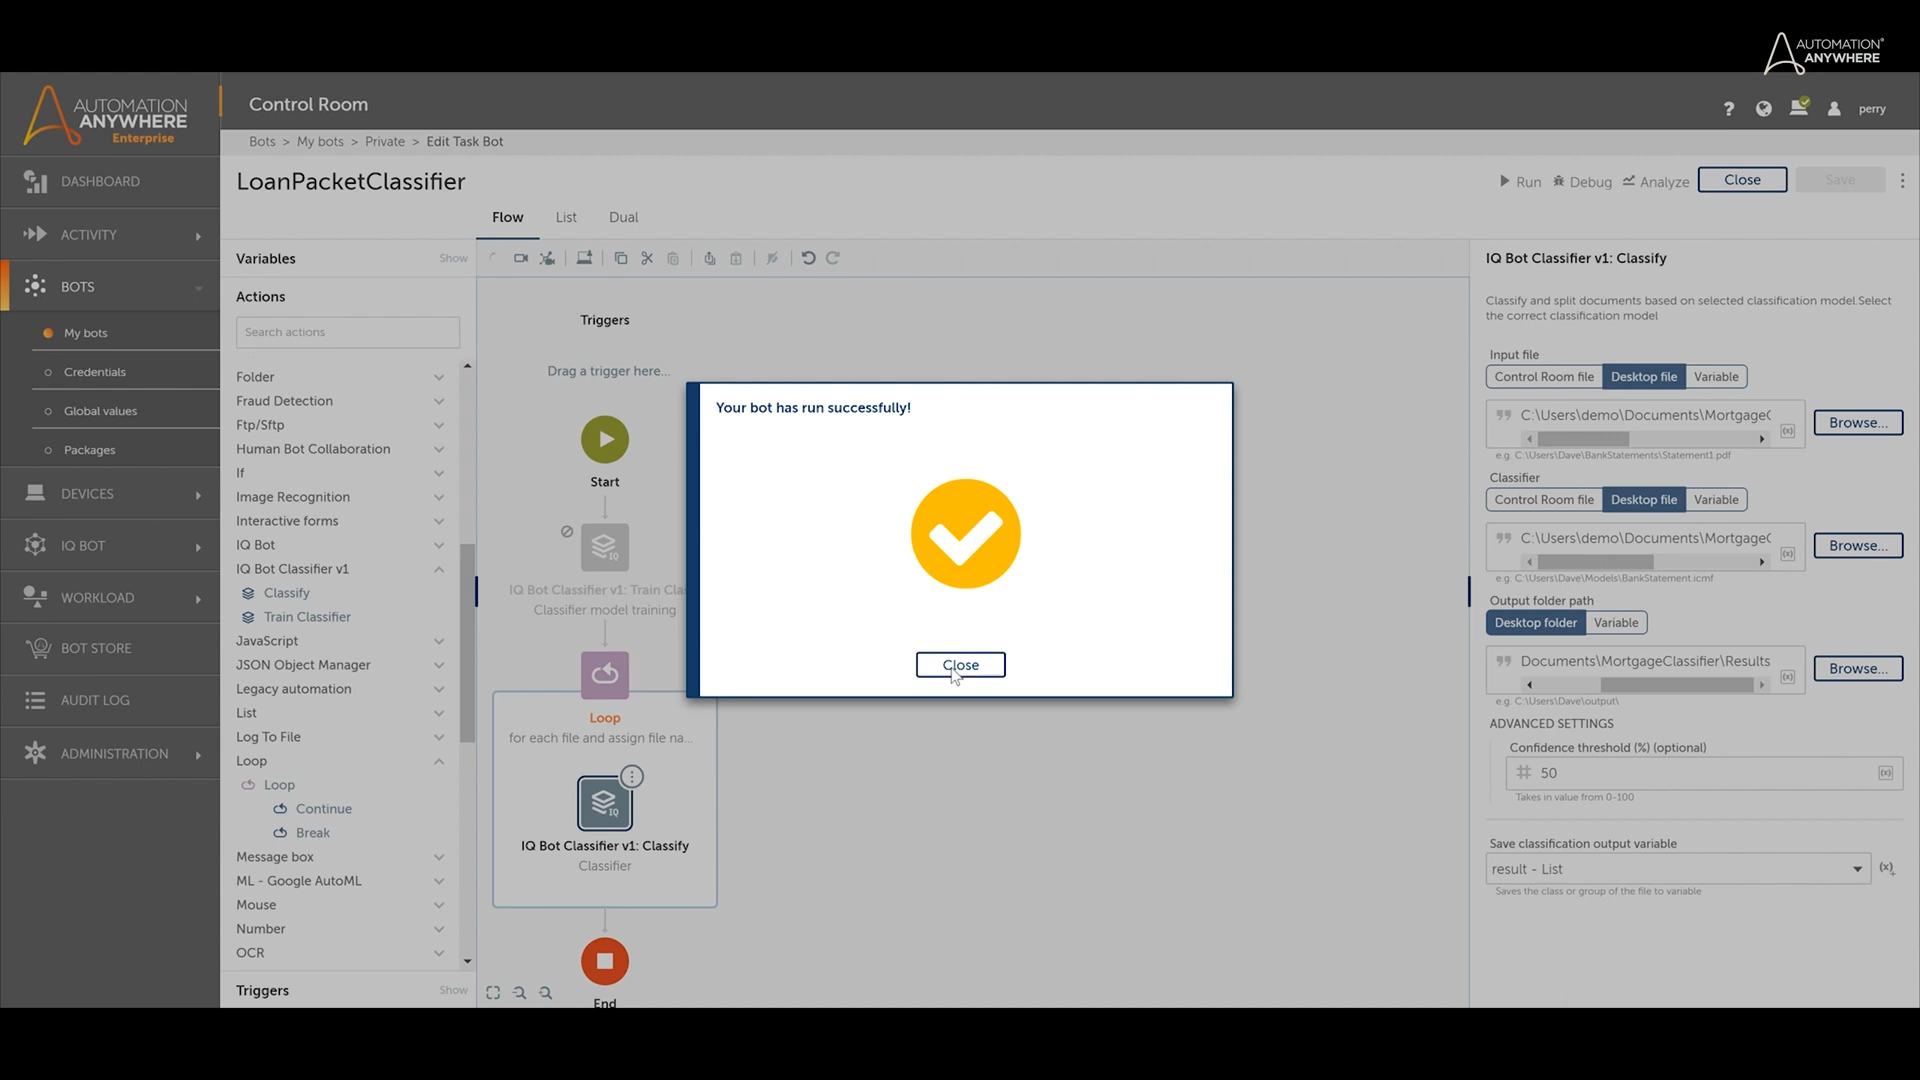 AUTOMATION
ANYWHERE
AUTOMATION
ANYWHERE
Enterprise
Control Room
? perry
Bots > My bots > Private > Edit Task Bot
LoanPacketClassifier
Run Debug Analyze Close Save
Flow List Dual
DASHBOARD
ACTIVITY
BOTS
My bots
Credentials
Global values
Packages
DEVICES
IQ BOT
WORKLOAD
BOT STORE
AUDIT LOG
ADMINISTRATION
Variables Show
Actions
Search actions
Folder
Fraud Detection
Ftp/Sftp
Human Bot Collaboration
If
Image Recognition
Interactive forms
IQ Bot
IQ Bot Classifier v1
Classify
Train Classifier
JavaScript
JSON Object Manager
Legacy automation
List
Log To File
Loop
Loop
Continue
Break
Message box
ML - Google AutoML
Mouse
Number
OCR
Triggers Show
Triggers
Drag a trigger here...
Start
IQ
IQ Bot Classifier v1: Train Cla
Classifier model training
Loop
for each file and assign file na...
IQ
IQ Bot Classifier v1: Classify
Classifier
End
Your bot has run successfully!
Close
IQ Bot Classifier v1: Classify
Classify and split documents based on selected classification model.Select
the correct classification model
Input file
Control Room file Desktop file Variable
C:\Users\demo\Documents\MortgageC (x) Browse...
e.g. C:\Users\Dave\BankStatements\Statement1.pdf
Classifier
Control Room file Desktop file Variable
C:\Users\demo\Documents\MortgageC (x) Browse...
e.g. C:\Users\Dave\Models\BankStatement.icmf
Output folder path
Desktop folder Variable
Documents\MortgageClassifier\Results (x) Browse...
e.g. C:\Users\Dave\output\
ADVANCED SETTINGS
Confidence threshold (%) (optional)
# 50 (x)
Takes in value from 0-100
Save classification output variable
result - List (x)+
Saves the class or group of the file to variable